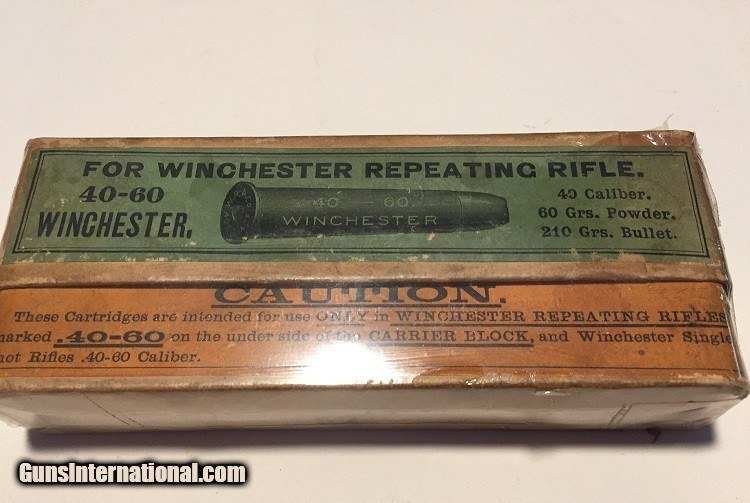 FOR WINCHESTER REPEATING RIFLE.
40-60
WINCHESTER.
40 60.
WINCHESTER
40 Caliber.
60 Grs. Powder.
210 Grs. Bullet.
CAUTION.
These Cartridges are intended for use ONLY in WINCHESTER REPEATING RIFLES
marked .40-60 on the under side of the CARRIER BLOCK, and Winchester Single
hot Rifles .40-60 Caliber.
GunsInternational.com